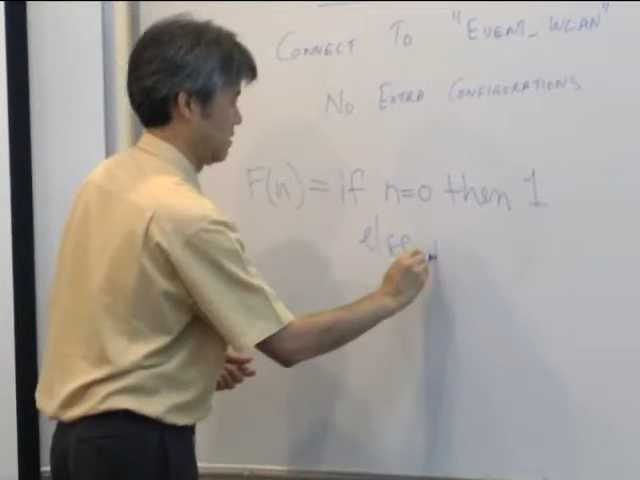 CONNECT TO "EVENT_WLAN"
NO EXTRA CONFIGURATIONS
F(n) = if n=0 then 1
else